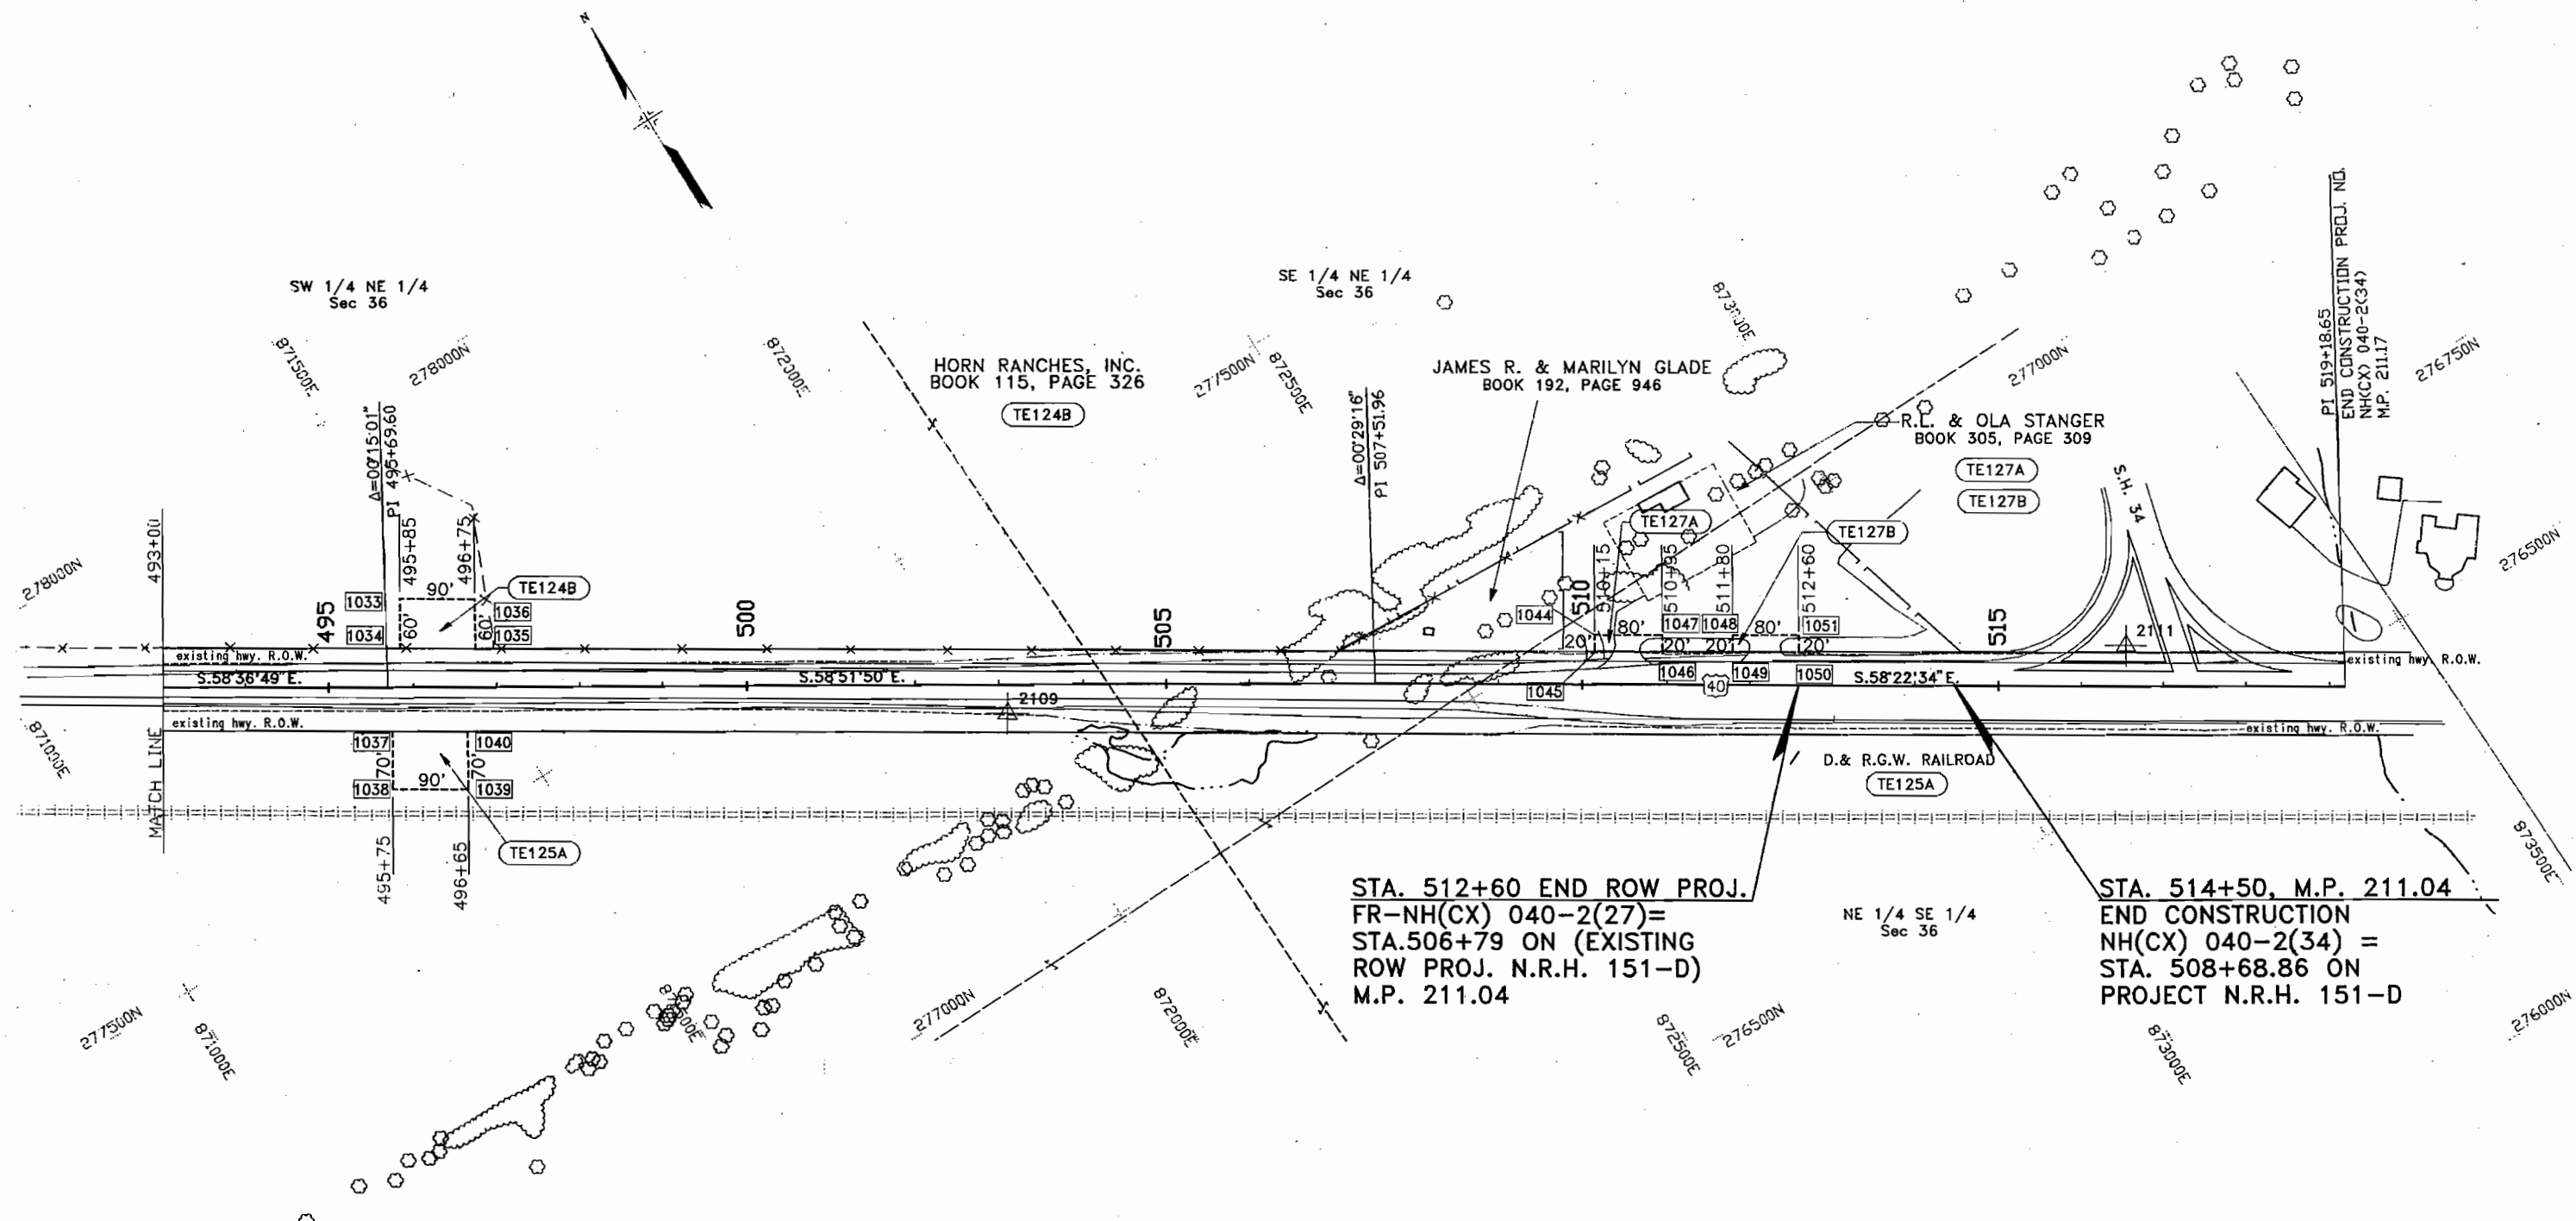 N
SW 1/4 NE 1/4
Sec 36
SE 1/4 NE 1/4
Sec 36
871500E
278000N
872000E
277500N
872500E
873000E
277000N
276750N
HORN RANCHES, INC.
BOOK 115, PAGE 326
TE124B
JAMES R. & MARILYN GLADE
BOOK 192, PAGE 946
R.L. & OLA STANGER
BOOK 305, PAGE 309
TE127A
TE127B
PI 519+18.65
END CONSTRUCTION PROJ. NO.
NH(CX) 040-2(34)
M.P. 211.17
Δ=00°15'01"
PI 495+69.60
Δ=00°29'16"
PI 507+51.96
S.H. 34
278000N
493+00
495+85
496+75
90'
TE124B
1033
1036
1034
60'
60'
1035
495
500
505
510
515
TE127A
TE127B
510+15
510+95
511+80
512+60
1044
80'
1047
1048
80'
1051
20'
20'
20'
20'
1045
1046
40
1049
1050
2111
276500N
existing hwy. R.O.W.
existing hwy. R.O.W.
S.58°36'49" E.
S.58°51'50" E.
S.58°22'34" E.
2109
existing hwy. R.O.W.
existing hwy. R.O.W.
871000E
MATCH LINE
1037
70'
70'
1040
1038
90'
1039
495+75
496+65
TE125A
D.& R.G.W. RAILROAD
TE125A
873500E
STA. 512+60 END ROW PROJ.
FR-NH(CX) 040-2(27)=
STA.506+79 ON (EXISTING
ROW PROJ. N.R.H. 151-D)
M.P. 211.04
NE 1/4 SE 1/4
Sec 36
STA. 514+50, M.P. 211.04
END CONSTRUCTION
NH(CX) 040-2(34) =
STA. 508+68.86 ON
PROJECT N.R.H. 151-D
277500N
871000E
277000N
872000E
872500E
276500N
873000E
276000N